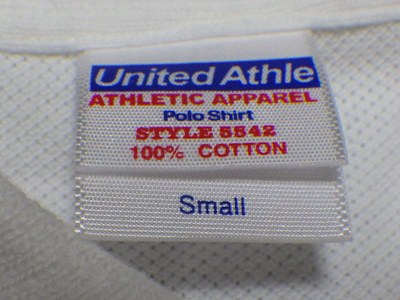 United Athle
ATHLETIC APPAREL
Polo Shirt
STYLE 5542
100% COTTON
Small